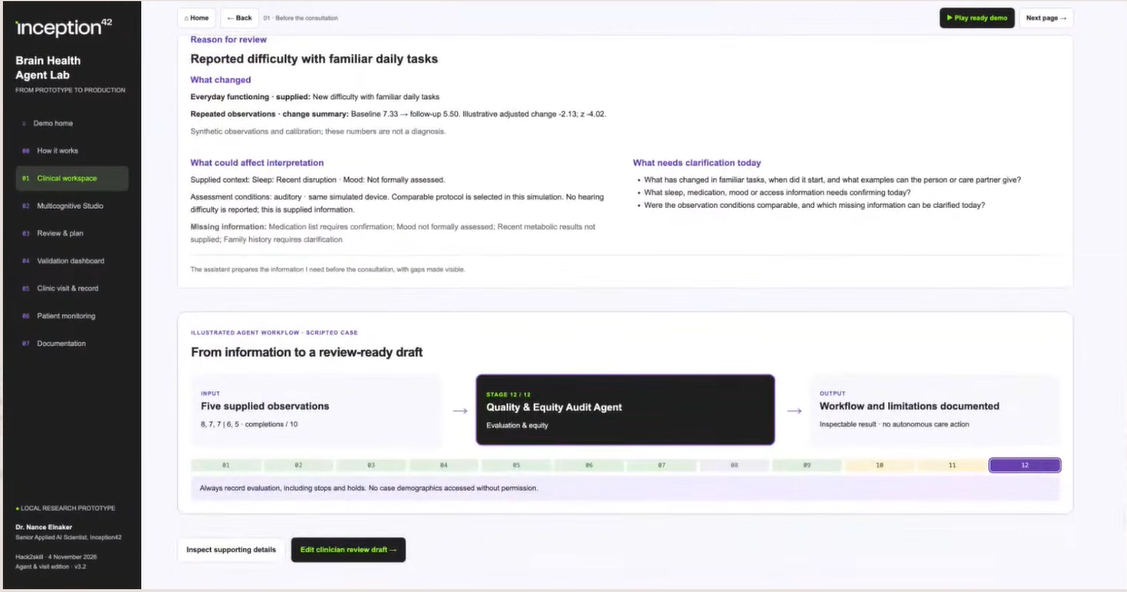 inception42
Brain Health
Agent Lab
FROM PROTOTYPE TO PRODUCTION
Demo home
00 How it works
01 Clinical workspace
02 Multicognitive Studio
03 Review & plan
04 Validation dashboard
05 Clinic visit & record
06 Patient monitoring
07 Documentation
● LOCAL RESEARCH PROTOTYPE
Dr. Nance Elnaker
Senior Applied AI Scientist, Inception42
Hack2skill · 4 November 2026
Agent & visit edition · v3.2
⌂ Home
← Back
01 · Before the consultation
▶ Play ready demo
Next page →
Reason for review
Reported difficulty with familiar daily tasks
What changed
Everyday functioning · supplied: New difficulty with familiar daily tasks
Repeated observations · change summary: Baseline 7.33 → follow-up 5.50. Illustrative adjusted change -2.13; z -4.02.
Synthetic observations and calibration; these numbers are not a diagnosis.
What could affect interpretation
Supplied context: Sleep: Recent disruption · Mood: Not formally assessed.
Assessment conditions: auditory · same simulated device. Comparable protocol is selected in this simulation. No hearing
difficulty is reported; this is supplied information.
Missing information: Medication list requires confirmation; Mood not formally assessed; Recent metabolic results not
supplied; Family history requires clarification
What needs clarification today
• What has changed in familiar tasks, when did it start, and what examples can the person or care partner give?
• What sleep, medication, mood or access information needs confirming today?
• Were the observation conditions comparable, and which missing information can be clarified today?
The assistant prepares the information I need before the consultation, with gaps made visible.
ILLUSTRATED AGENT WORKFLOW · SCRIPTED CASE
From information to a review-ready draft
INPUT
Five supplied observations
8, 7, 7 | 6, 5 · completions / 10
→
STAGE 12 / 12
Quality & Equity Audit Agent
Evaluation & equity
→
OUTPUT
Workflow and limitations documented
Inspectable result · no autonomous care action
01 02 03 04 05 06 07 08 09 10 11 12
Always record evaluation, including stops and holds. No case demographics accessed without permission.
Inspect supporting details
Edit clinician review draft →